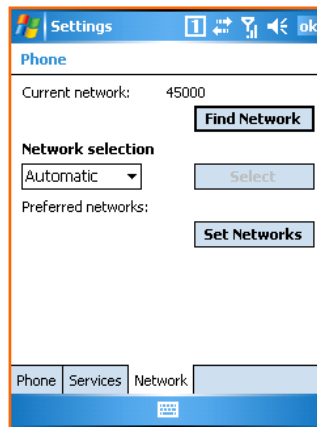 Settings 1 ok
Phone
Current network: 45000
Find Network
Network selection
Automatic Select
Preferred networks:
Set Networks
Phone Services Network